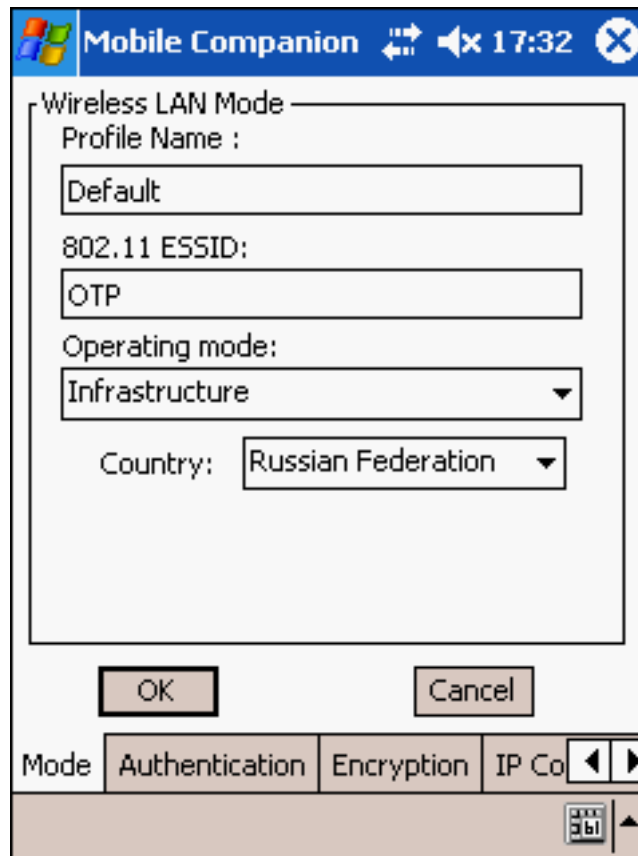 Mobile Companion 17:32
Wireless LAN Mode
Profile Name :
Default
802.11 ESSID:
OTP
Operating mode:
Infrastructure
Country: Russian Federation
OK Cancel
Mode Authentication Encryption IP Co